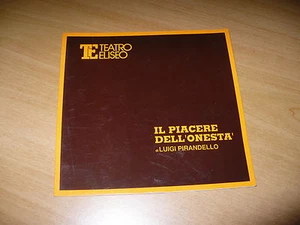 TE TEATRO
ELISEO
IL PIACERE
DELL'ONESTA'
di LUIGI PIRANDELLO